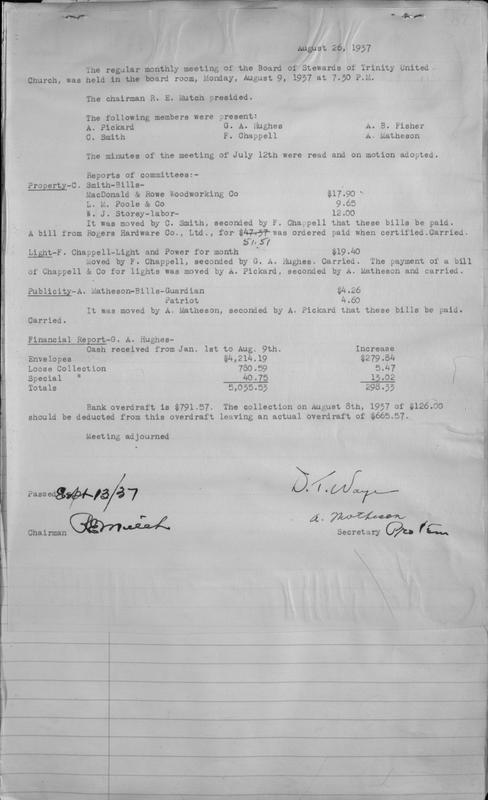 August 26, 1937
The regular monthly meeting of the Board of Stewards of Trinity United
Church, was held in the board room, Monday, August 9, 1937 at 7.30 P.M.
The chairman R. E. Mutch presided.
The following members were present:
A. Pickard G. A. Hughes A. B. Fisher
C. Smith F. Chappell A. Matheson
The minutes of the meeting of July 12th were read and on motion adopted.
Reports of committees:-
Property-C. Smith-Bills-
MacDonald & Rowe Woodworking Co $17.90
L. M. Poole & Co 9.65
W. J. Storey-labor- 12.00
It was moved by C. Smith, seconded by F. Chappell that these bills be paid.
A bill from Rogers Hardware Co., Ltd., for $47.37 was ordered paid when certified.Carried.
51.51
Light-F. Chappell-Light and Power for month $19.40
Moved by F. Chappell, seconded by G. A. Hughes. Carried. The payment of a bill
of Chappell & Co for lights was moved by A. Pickard, seconded by A. Matheson and carried.
Publicity-A. Matheson-Bills-Guardian $4.26
Patriot 4.60
It was moved by A. Matheson, seconded by A. Pickard that these bills be paid.
Carried.
Financial Report-G. A. Hughes-
Cash received from Jan. 1st to Aug. 9th. Increase
Envelopes $4,214.19 $279.84
Loose Collection 780.59 5.47
Special " 40.75 13.02
Totals 5,035.53 298.33
Bank overdraft is $791.57. The collection on August 8th, 1937 of $126.00
should be deducted from this overdraft leaving an actual overdraft of $665.57.
Meeting adjourned
Passed Sept 13/37
D. T. Waye
A. Matheson
Chairman R E Mutch Secretary Pro Tem